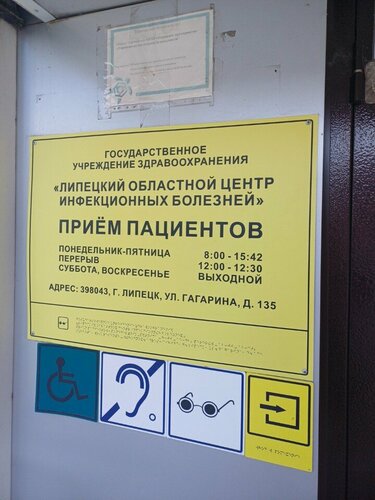 ГОСУДАРСТВЕННОЕ
УЧРЕЖДЕНИЕ ЗДРАВООХРАНЕНИЯ
«ЛИПЕЦКИЙ ОБЛАСТНОЙ ЦЕНТР
ИНФЕКЦИОННЫХ БОЛЕЗНЕЙ»
ПРИЁМ ПАЦИЕНТОВ
ПОНЕДЕЛЬНИК-ПЯТНИЦА 8:00 - 15:42
ПЕРЕРЫВ 12:00 - 12:30
СУББОТА, ВОСКРЕСЕНЬЕ ВЫХОДНОЙ
АДРЕС: 398043, Г. ЛИПЕЦК, УЛ. ГАГАРИНА, Д. 135